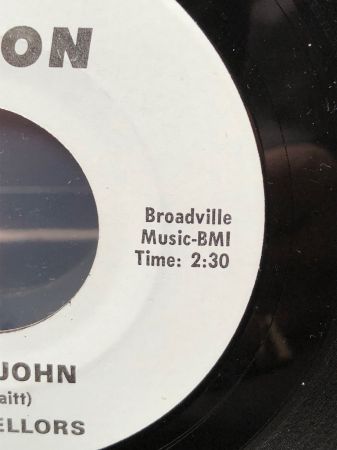 ON
Broadville
Music-BMI
Time: 2:30
JOHN
aitt)
ELLORS